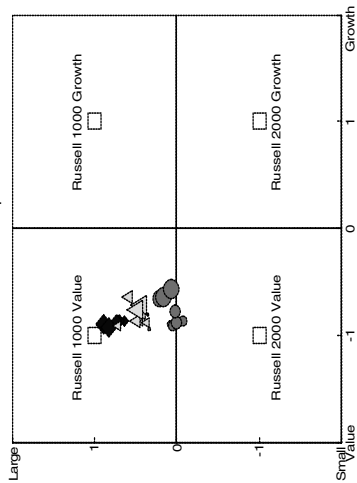 Large
Russell 1000 Value
Russell 1000 Growth
1
0
Russell 2000 Value
Russell 2000 Growth
-1
Small
Value
-1
0
1
Growth